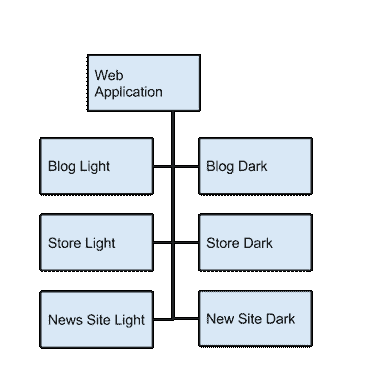 Web
Application
Blog Light
Blog Dark
Store Light
Store Dark
News Site Light
New Site Dark